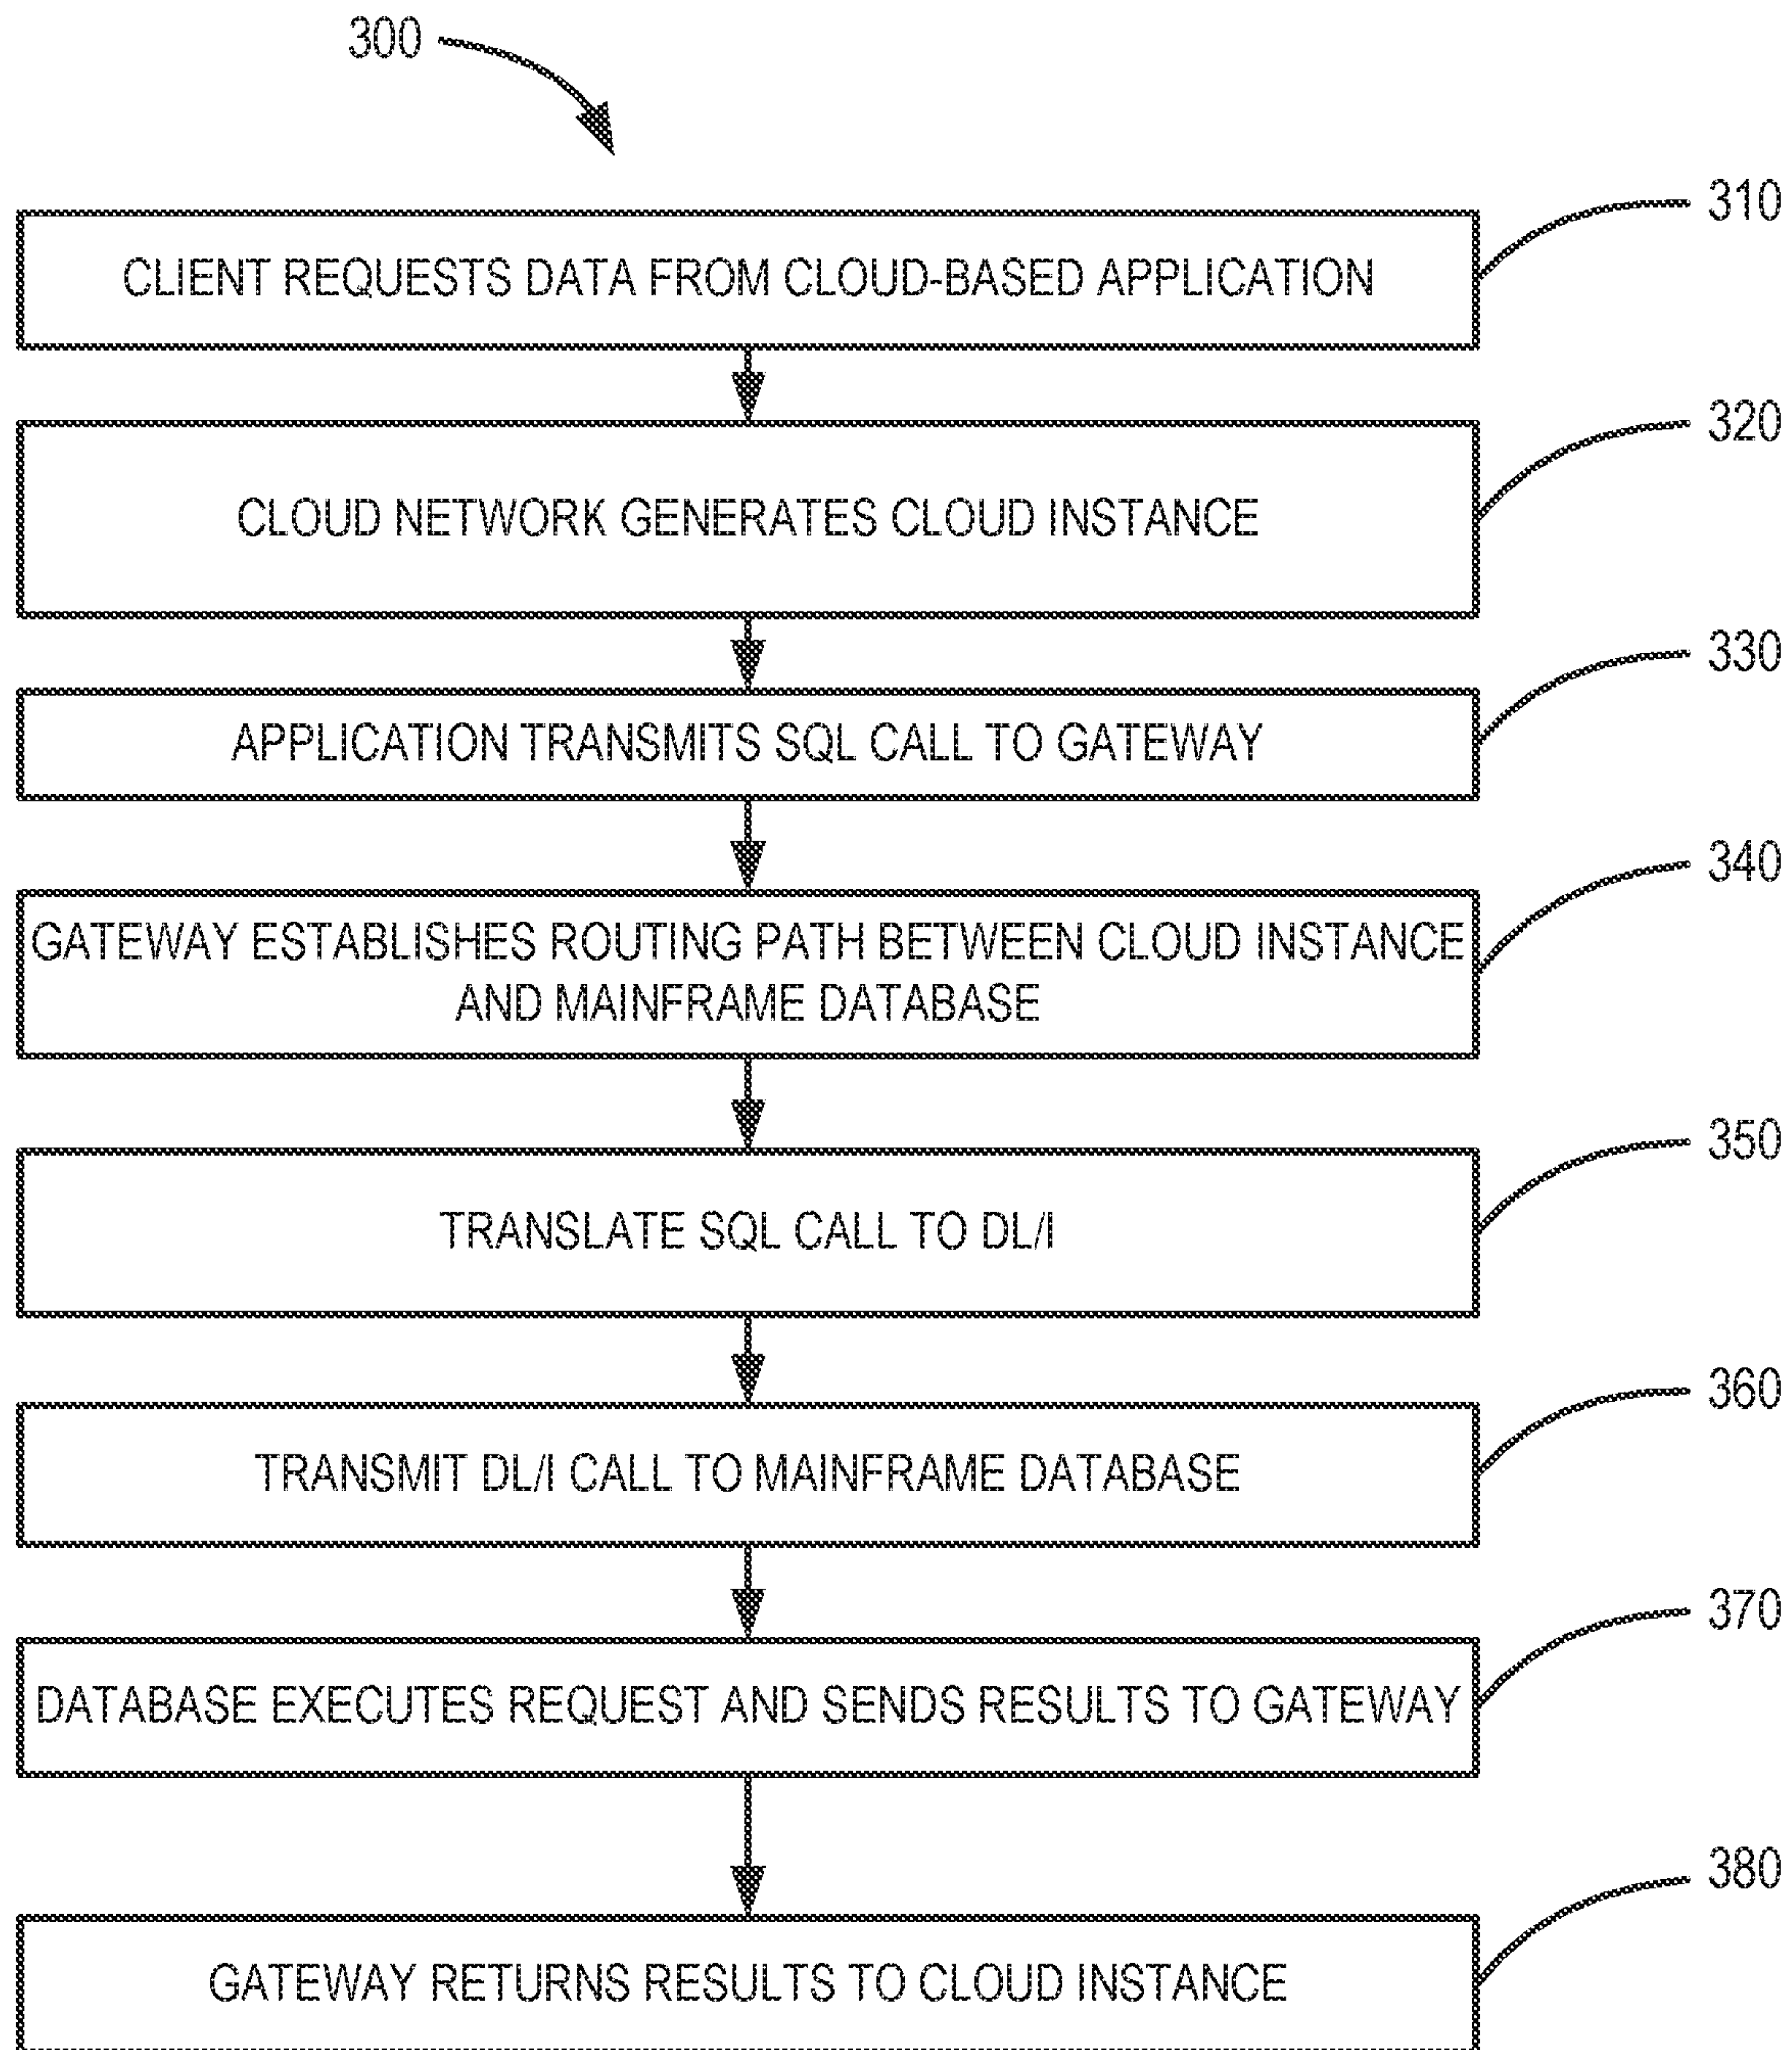 300
310
CLIENT REQUESTS DATA FROM CLOUD-BASED APPLICATION
320
CLOUD NETWORK GENERATES CLOUD INSTANCE
330
APPLICATION TRANSMITS SQL CALL TO GATEWAY
340
GATEWAY ESTABLISHES ROUTING PATH BETWEEN CLOUD INSTANCE
AND MAINFRAME DATABASE
350
TRANSLATE SQL CALL TO DL/I
360
TRANSMIT DL/I CALL TO MAINFRAME DATABASE
370
DATABASE EXECUTES REQUEST AND SENDS RESULTS TO GATEWAY
380
GATEWAY RETURNS RESULTS TO CLOUD INSTANCE